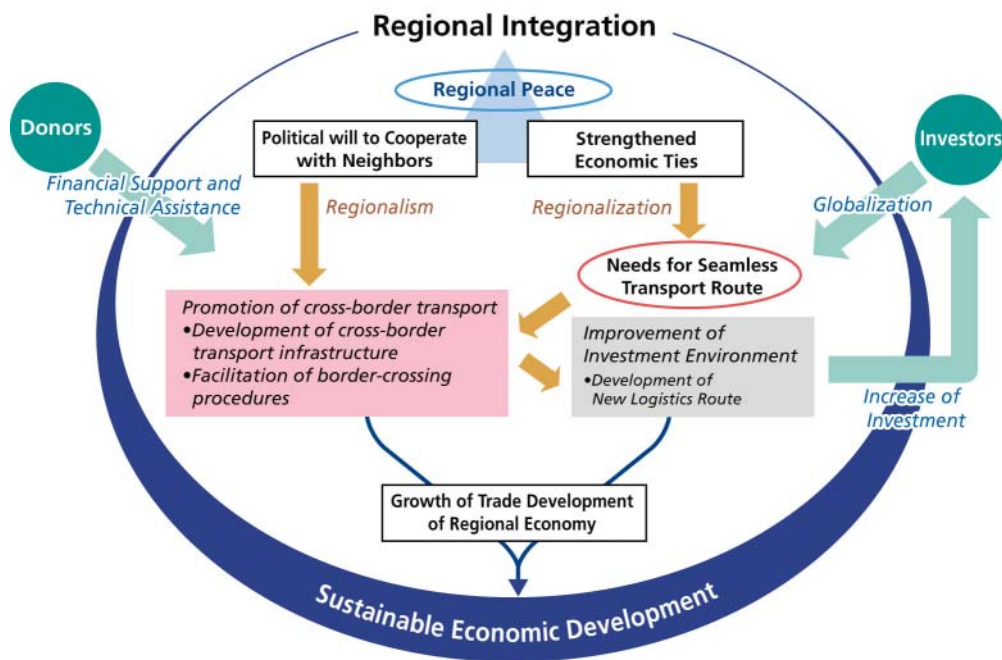 Regional Integration
Regional Peace
Donors
Investors
Political will to Cooperate
with Neighbors
Strengthened
Economic Ties
Financial Support and
Technical Assistance
Regionalism
Regionalization
Globalization
Needs for Seamless
Transport Route
Promotion of cross-border transport
•Development of cross-border
transport infrastructure
•Facilitation of border-crossing
procedures
Improvement of
Investment Environment
•Development of
New Logistics Route
Increase of
Investment
Growth of Trade Development
of Regional Economy
Sustainable Economic Development